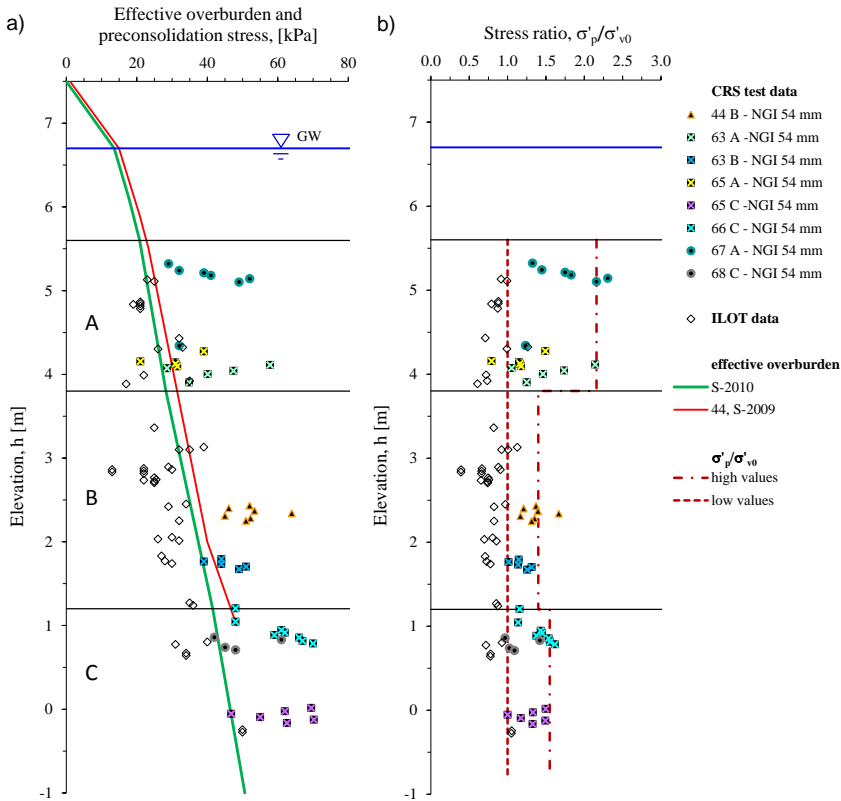 a)
Effective overburden and
preconsolidation stress, [kPa]
0 20 40 60 80
7
6
5
4
3
2
1
0
-1
Elevation, h [m]
GW
A
B
C
b)
Stress ratio, σ'p/σ'v0
0.0 0.5 1.0 1.5 2.0 2.5 3.0
7
6
5
4
3
2
1
0
-1
Elevation, h [m]
CRS test data
44 B - NGI 54 mm
63 A -NGI 54 mm
63 B - NGI 54 mm
65 A - NGI 54 mm
65 C -NGI 54 mm
66 C - NGI 54 mm
67 A - NGI 54 mm
68 C - NGI 54 mm
ILOT data
effective overburden
S-2010
44, S-2009
σ'p/σ'v0
high values
low values